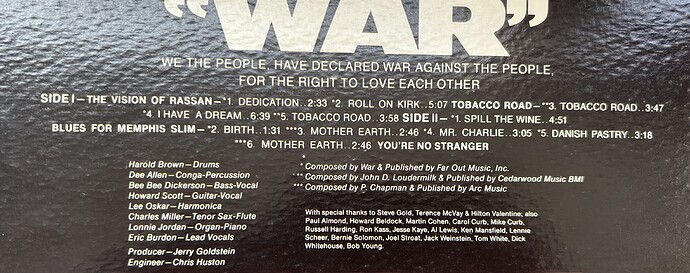 “WAR”
WE THE PEOPLE, HAVE DECLARED WAR AGAINST THE PEOPLE,
FOR THE RIGHT TO LOVE EACH OTHER
SIDE I—THE VISION OF RASSAN—*1. DEDICATION..2:33 *2. ROLL ON KIRK..5:07 TOBACCO ROAD—**3. TOBACCO ROAD..3:47
*4. I HAVE A DREAM..6:39 **5. TOBACCO ROAD..3:58 SIDE II—*1. SPILL THE WINE..4:51
BLUES FOR MEMPHIS SLIM—*2. BIRTH..1:31 ***3. MOTHER EARTH..2:46 *4. MR. CHARLIE..3:05 *5. DANISH PASTRY..3:18
***6. MOTHER EARTH..2:46 YOU'RE NO STRANGER
Harold Brown—Drums
Dee Allen—Conga-Percussion
Bee Bee Dickerson—Bass-Vocal
Howard Scott—Guitar-Vocal
Lee Oskar—Harmonica
Charles Miller—Tenor Sax-Flute
Lonnie Jordan—Organ-Piano
Eric Burdon—Lead Vocals
Producer—Jerry Goldstein
Engineer—Chris Huston
* Composed by War & Published by Far Out Music, Inc.
** Composed by John D. Loudermilk & Published by Cedarwood Music BMI
*** Composed by P. Chapman & Published by Arc Music
With special thanks to Steve Gold, Terence McVay & Hilton Valentine; also
Paul Almond, Howard Beldock, Martin Cohen, Carol Curb, Mike Curb,
Russell Harding, Ron Kass, Jesse Kaye, Al Lewis, Ken Mansfield, Lennie
Scheer, Bernie Solomon, Joel Stroat, Jack Weinstein, Tom White, Dick
Whitehouse, Bob Young.